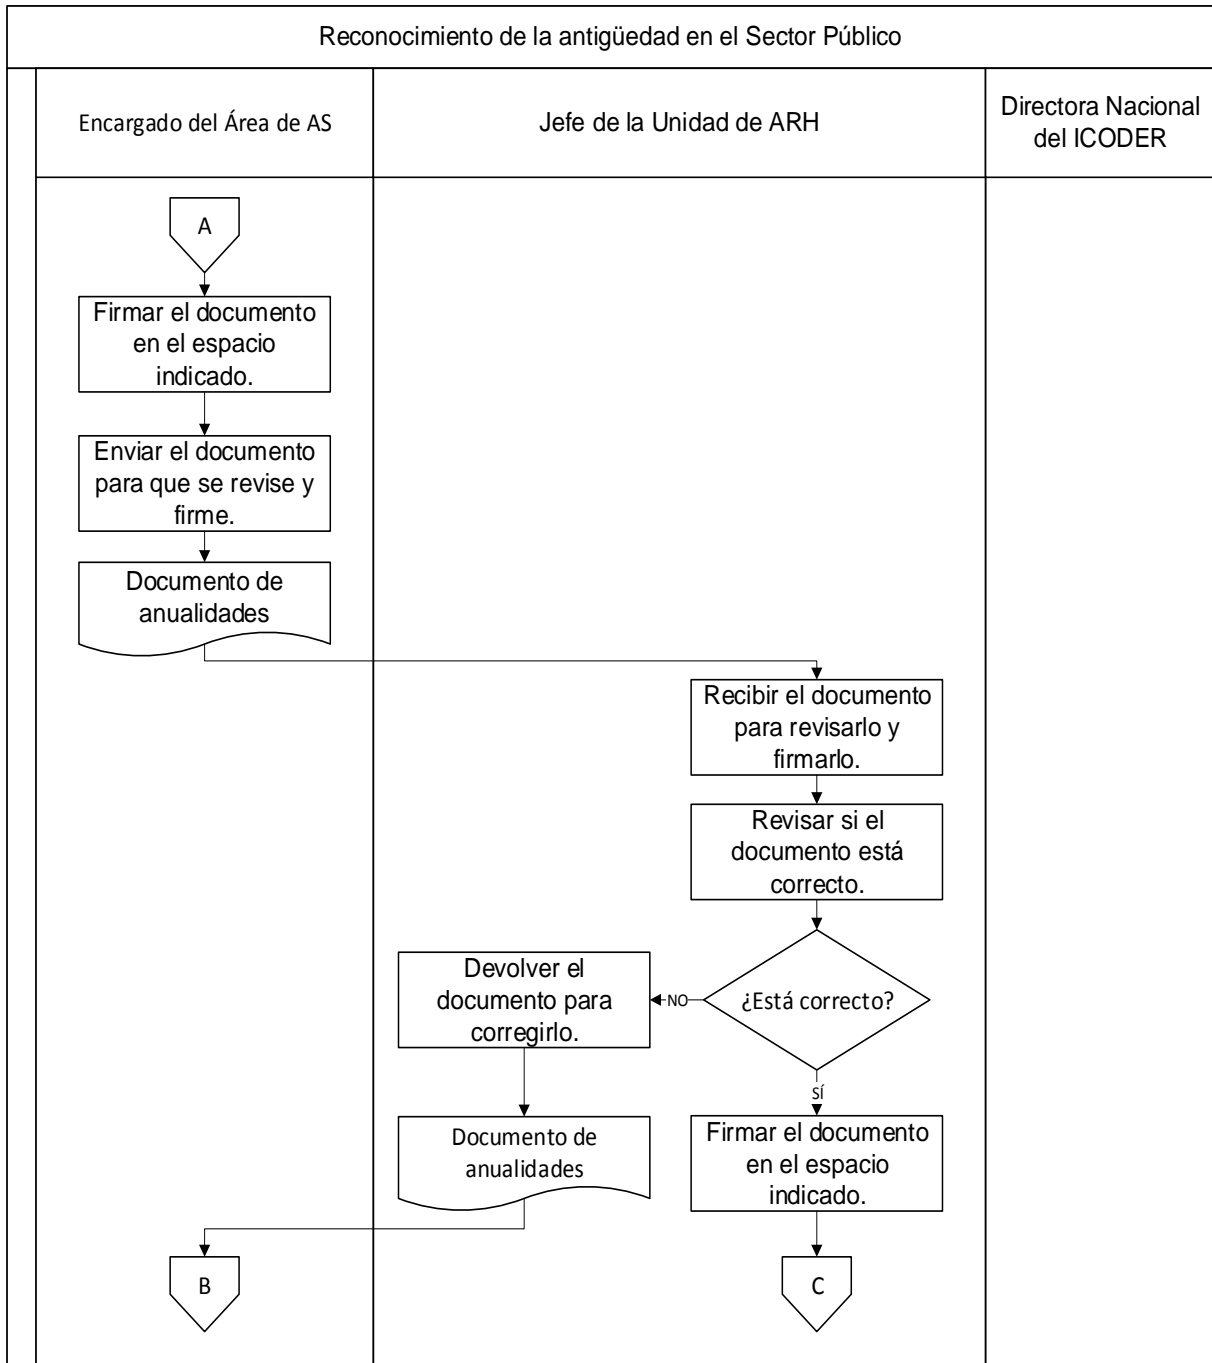 Reconocimiento de la antigüedad en el Sector Público
Encargado del Área de AS
Jefe de la Unidad de ARH
Directora Nacional
del ICODER
A
Firmar el documento
en el espacio
indicado.
Enviar el documento
para que se revise y
firme.
Documento de
anualidades
Recibir el documento
para revisarlo y
firmarlo.
Revisar si el
documento está
correcto.
¿Está correcto?
NO
Devolver el
documento para
corregirlo.
Documento de
anualidades
SÍ
Firmar el documento
en el espacio
indicado.
B
C